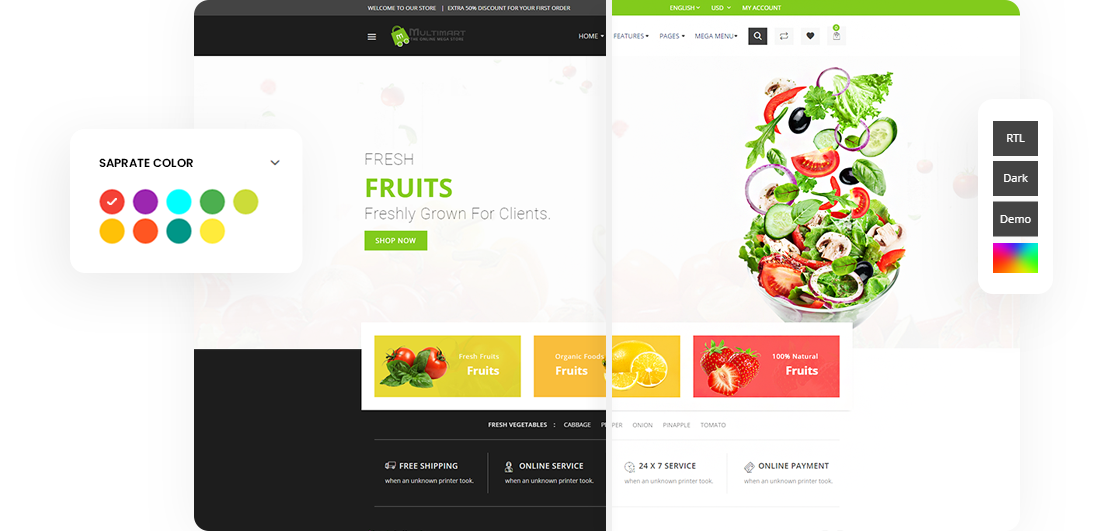 WELCOME TO OUR STORE | EXTRA 50% DISCOUNT FOR YOUR FIRST ORDER
ENGLISH USD MY ACCOUNT
MULTIMART
THE ONLINE MEGA STORE
HOME FEATURES PAGES MEGA MENU
0
SAPRATE COLOR
RTL
Dark
Demo
FRESH
FRUITS
Freshly Grown For Clients.
SHOP NOW
Fresh Fruits
Fruits
Organic Foods
Fruits
100% Natural
Fruits
FRESH VEGETABLES : CABBAGE PEPPER ONION PINAPPLE TOMATO
FREE SHIPPING
when an unknown printer took.
ONLINE SERVICE
when an unknown printer took.
24 X 7 SERVICE
when an unknown printer took.
ONLINE PAYMENT
when an unknown printer took.